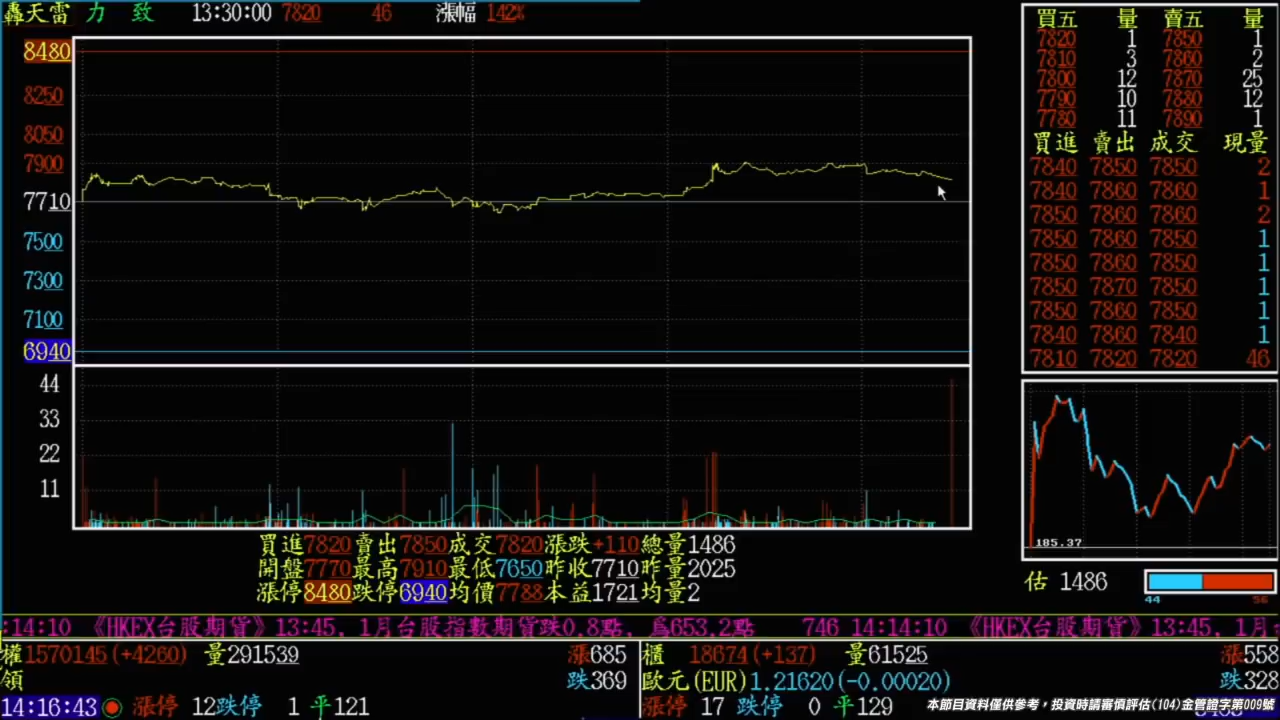 轟天雷 力 致 13:30:00 7820 46 漲幅 142%
8480
8250
8050
7900
7710
7500
7300
7100
6940
44
33
22
11
買進7820賣出7850成交7820漲跌+110總量1486
開盤7770最高7910最低7650昨收7710昨量2025
漲停8480跌停6940均價7788本益1721均量2
買五 量 賣五 量
7820 1 7850 1
7810 3 7860 2
7800 12 7870 25
7790 10 7880 12
7780 11 7890 1
買進 賣出 成交 現量
7840 7850 7850 2
7840 7860 7860 1
7850 7860 7860 2
7850 7860 7850 1
7850 7860 7850 1
7850 7870 7850 1
7850 7860 7850 1
7840 7860 7840 1
7810 7820 7820 46
185.37
估 1486
44 56
:14:10 《HKEX台股期貨》13:45, 1月台股指數期貨跌0.8點, 為653.2點 746 14:14:10 《HKEX台股期貨》13:45, 1月台
權1570145(+4260) 量291539 漲685
領 跌369
14:16:43 漲停 12跌停 1 平121
櫃 18674(+137) 量61525 漲558
歐元(EUR)1.21620(-0.00020) 跌328
漲停 17 跌停 0 平129
本節目資料僅供參考，投資時請審慎評估(104)金管證字第009號